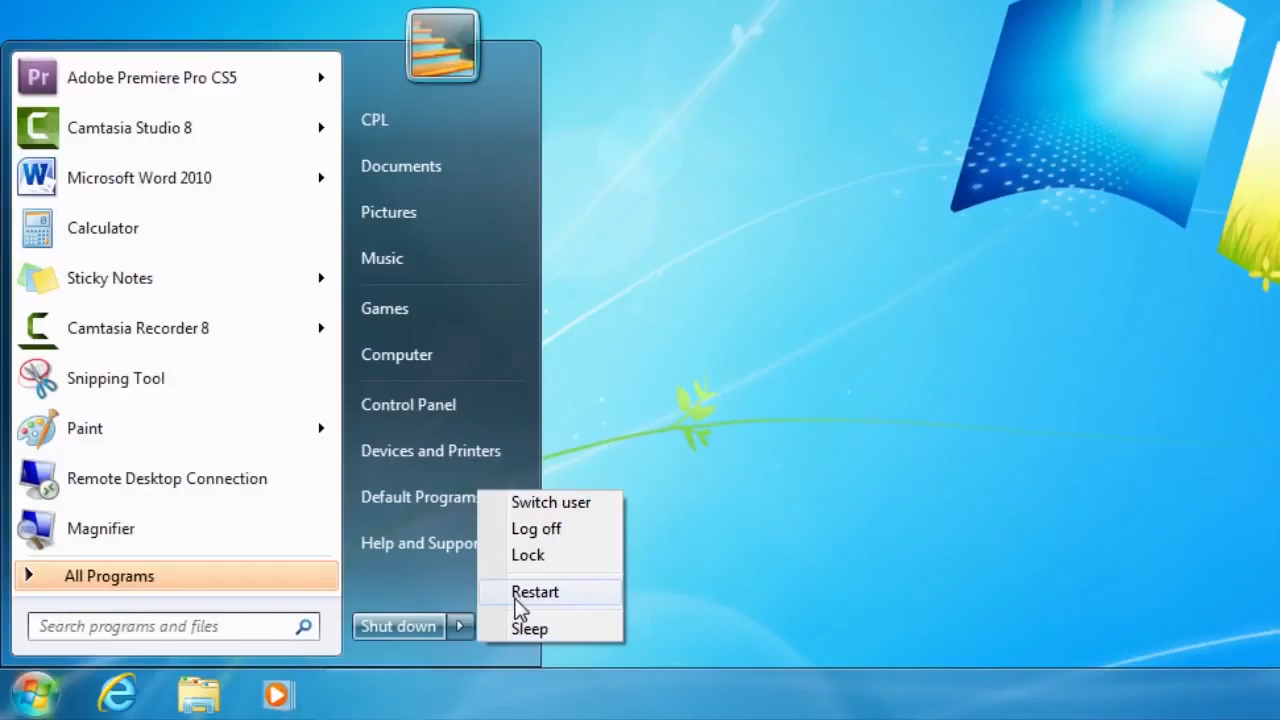 Pr
Adobe Premiere Pro CS5
Camtasia Studio 8
Microsoft Word 2010
Calculator
Sticky Notes
Camtasia Recorder 8
Snipping Tool
Paint
Remote Desktop Connection
Magnifier
All Programs
Search programs and files
CPL
Documents
Pictures
Music
Games
Computer
Control Panel
Devices and Printers
Default Programs
Help and Suppor
Shut down
Switch user
Log off
Lock
Restart
Sleep